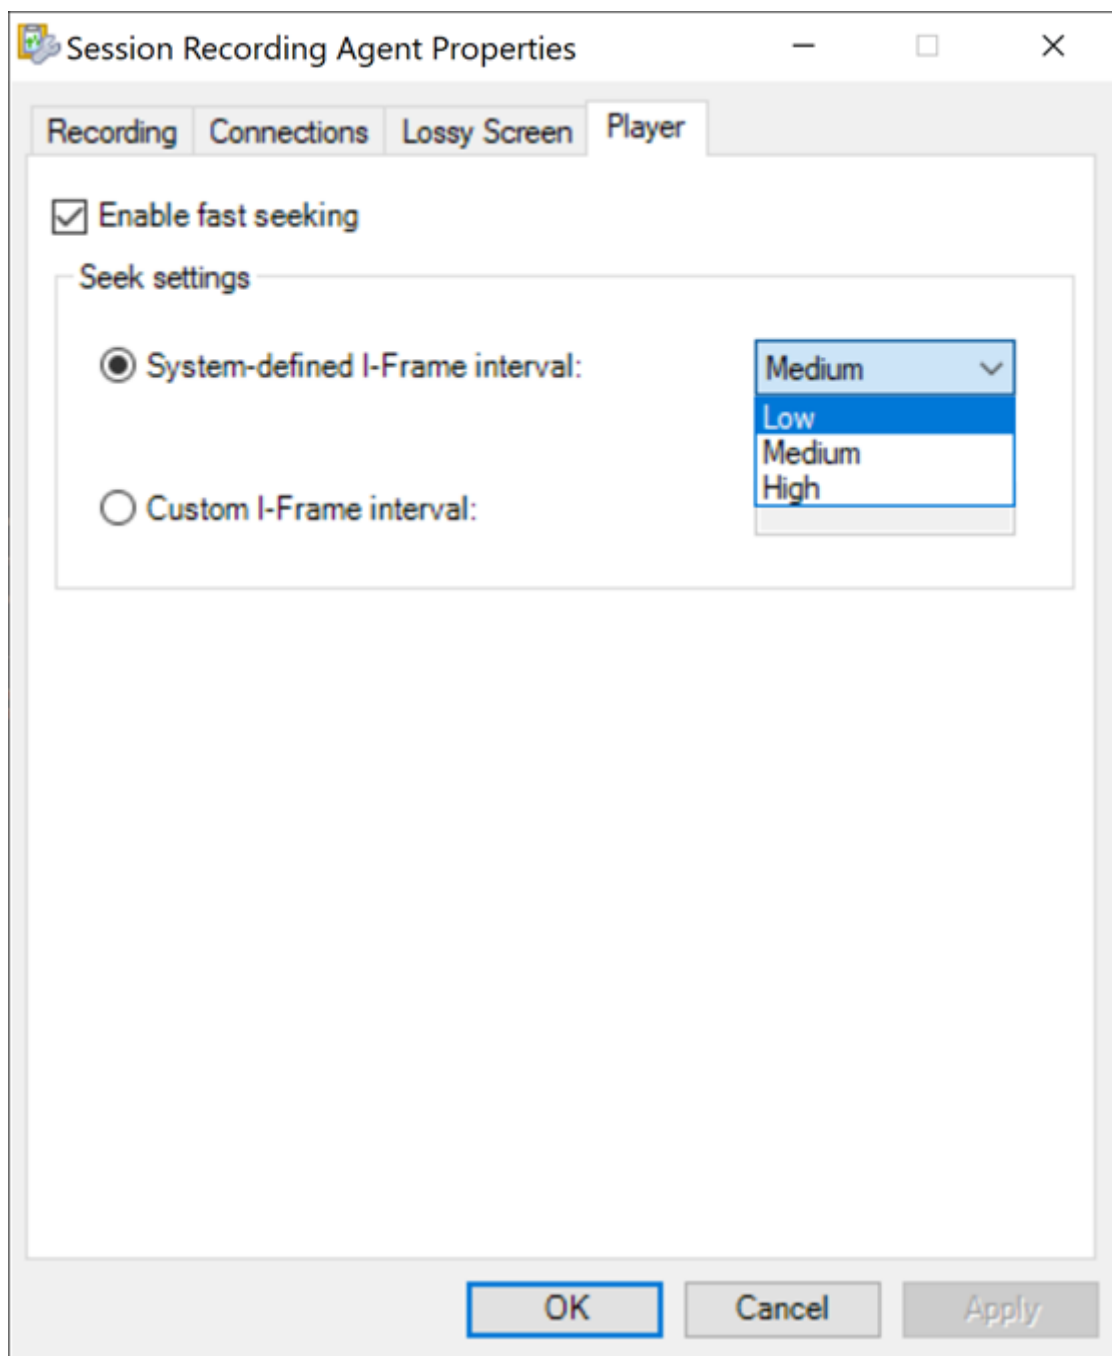 Session Recording Agent Properties
Recording Connections Lossy Screen Player
Enable fast seeking
Seek settings
System-defined I-Frame interval: Medium
Low
Medium
High
Custom I-Frame interval:
OK Cancel Apply